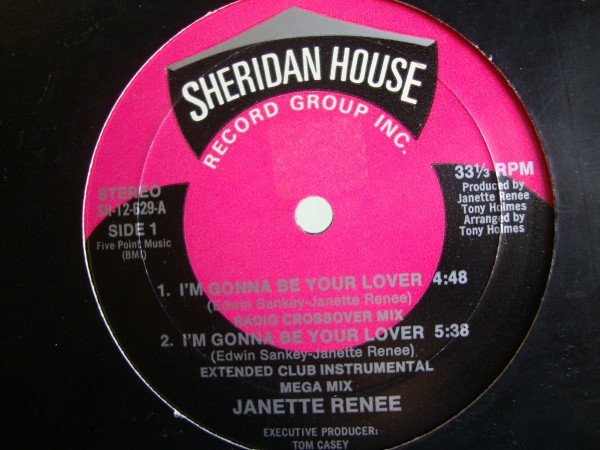 SHERIDAN HOUSE
RECORD GROUP INC.
STEREO
SH-12-629-A
SIDE 1
Five Point Music
(BMI)
33⅓ RPM
Produced by
Janette Renee
Tony Holmes
Arranged by
Tony Holmes
1. I'M GONNA BE YOUR LOVER 4:48
(Edwin Sankey-Janette Renee)
RADIO CROSSOVER MIX
2. I'M GONNA BE YOUR LOVER 5:38
(Edwin Sankey-Janette Renee)
EXTENDED CLUB INSTRUMENTAL
MEGA MIX
JANETTE RENEE
EXECUTIVE PRODUCER:
TOM CASEY